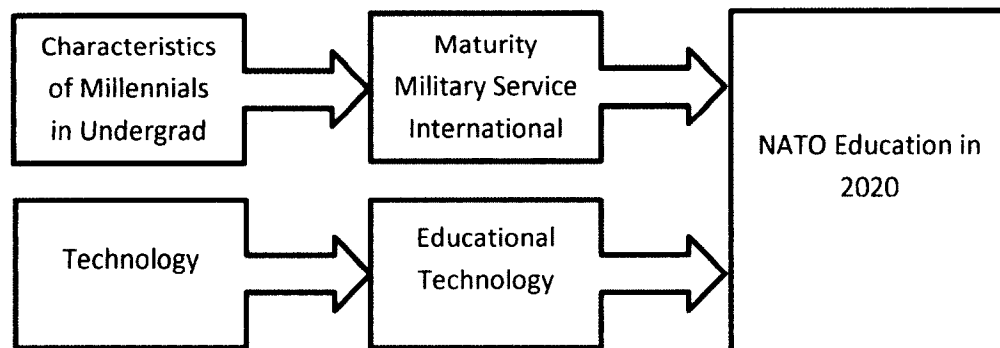 Characteristics
of Millennials
in Undergrad
Maturity
Military Service
International
NATO Education in
2020
Technology
Educational
Technology